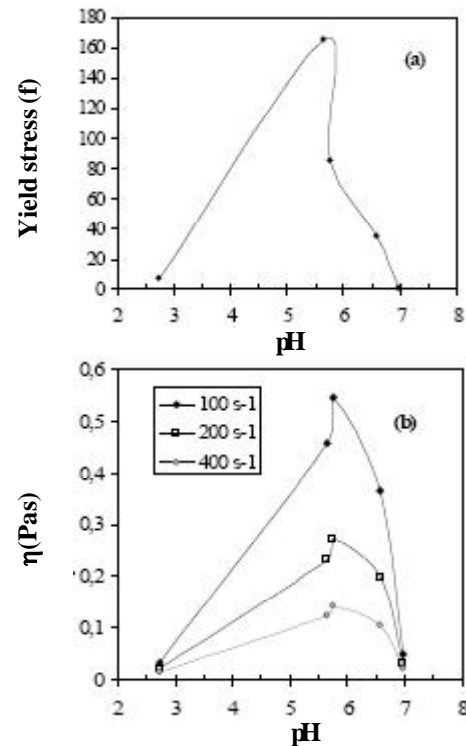 180
160
140
120
100
80
60
40
20
0
Yield stress (f)
(a)
2 3 4 5 6 7 8
pH
0,6
0,5
0,4
0,3
0,2
0,1
0
η(Pas)
100 s-1
200 s-1
400 s-1
(b)
2 3 4 5 6 7 8
pH